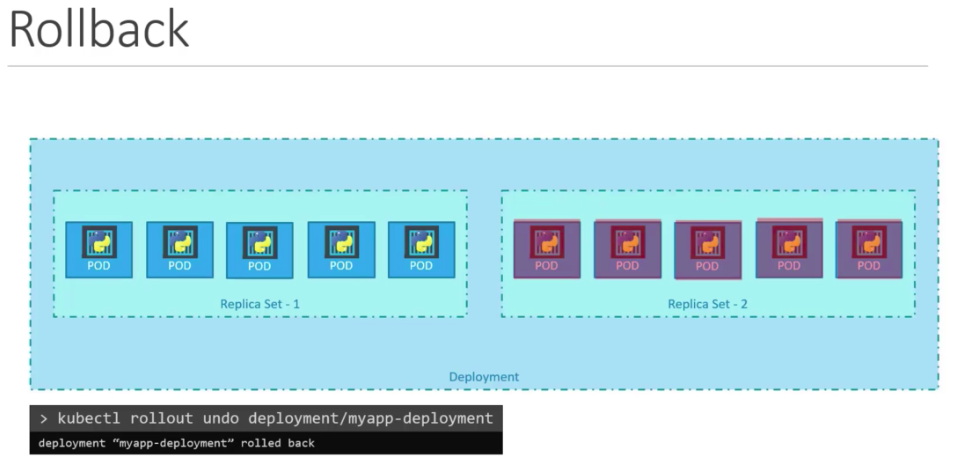 Rollback
POD POD POD POD POD
Replica Set - 1
POD POD POD POD POD
Replica Set - 2
Deployment
> kubectl rollout undo deployment/myapp-deployment
deployment “myapp-deployment” rolled back